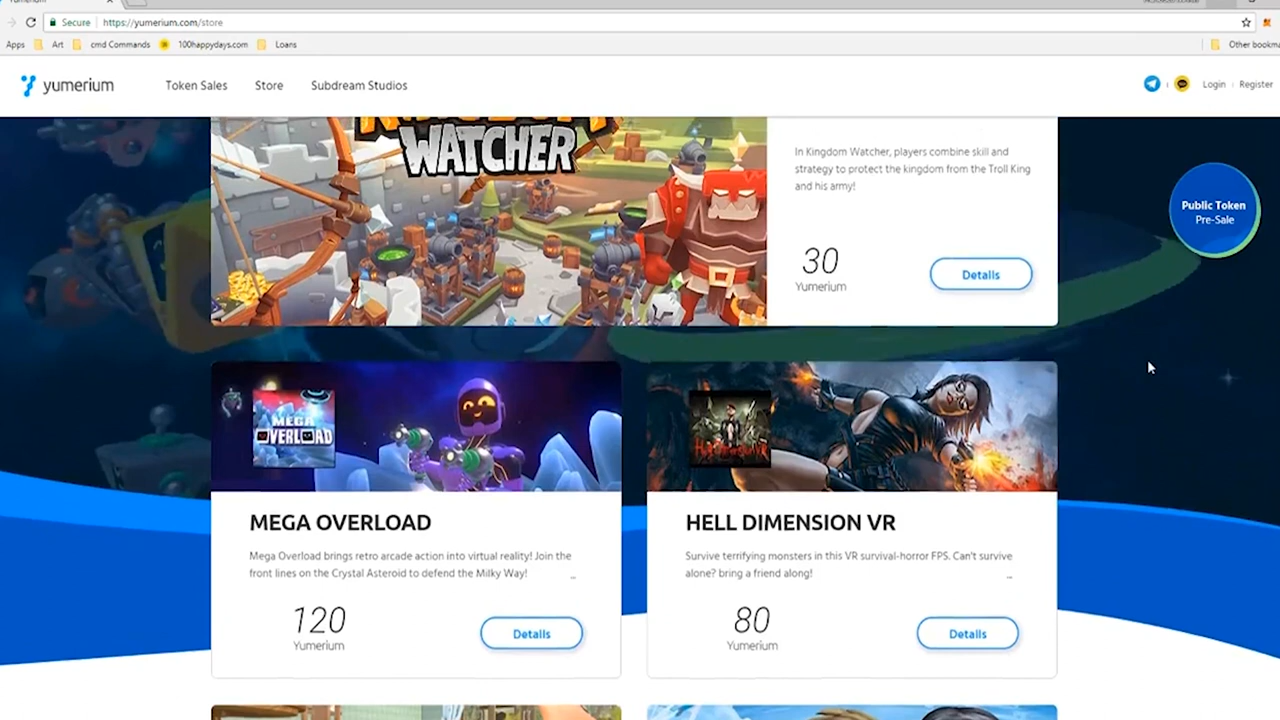 Secure
https://yumerium.com/store
Apps
Art
cmd Commands
100happydays.com
Loans
yumerium
Token Sales
Store
Subdream Studios
Login
Register
WATCHER
In Kingdom Watcher, players combine skill and
strategy to protect the kingdom from the Troll King
and his army!
Public Token
Pre-Sale
30
Yumerium
Details
MEGA
OVERLOAD
HELL DIMENSION VR
MEGA OVERLOAD
Mega Overload brings retro arcade action into virtual reality! Join the
front lines on the Crystal Asteroid to defend the Milky Way!
...
120
Yumerium
Details
HELL DIMENSION VR
Survive terrifying monsters in this VR survival-horror FPS. Can't survive
alone? bring a friend along!
...
80
Yumerium
Details